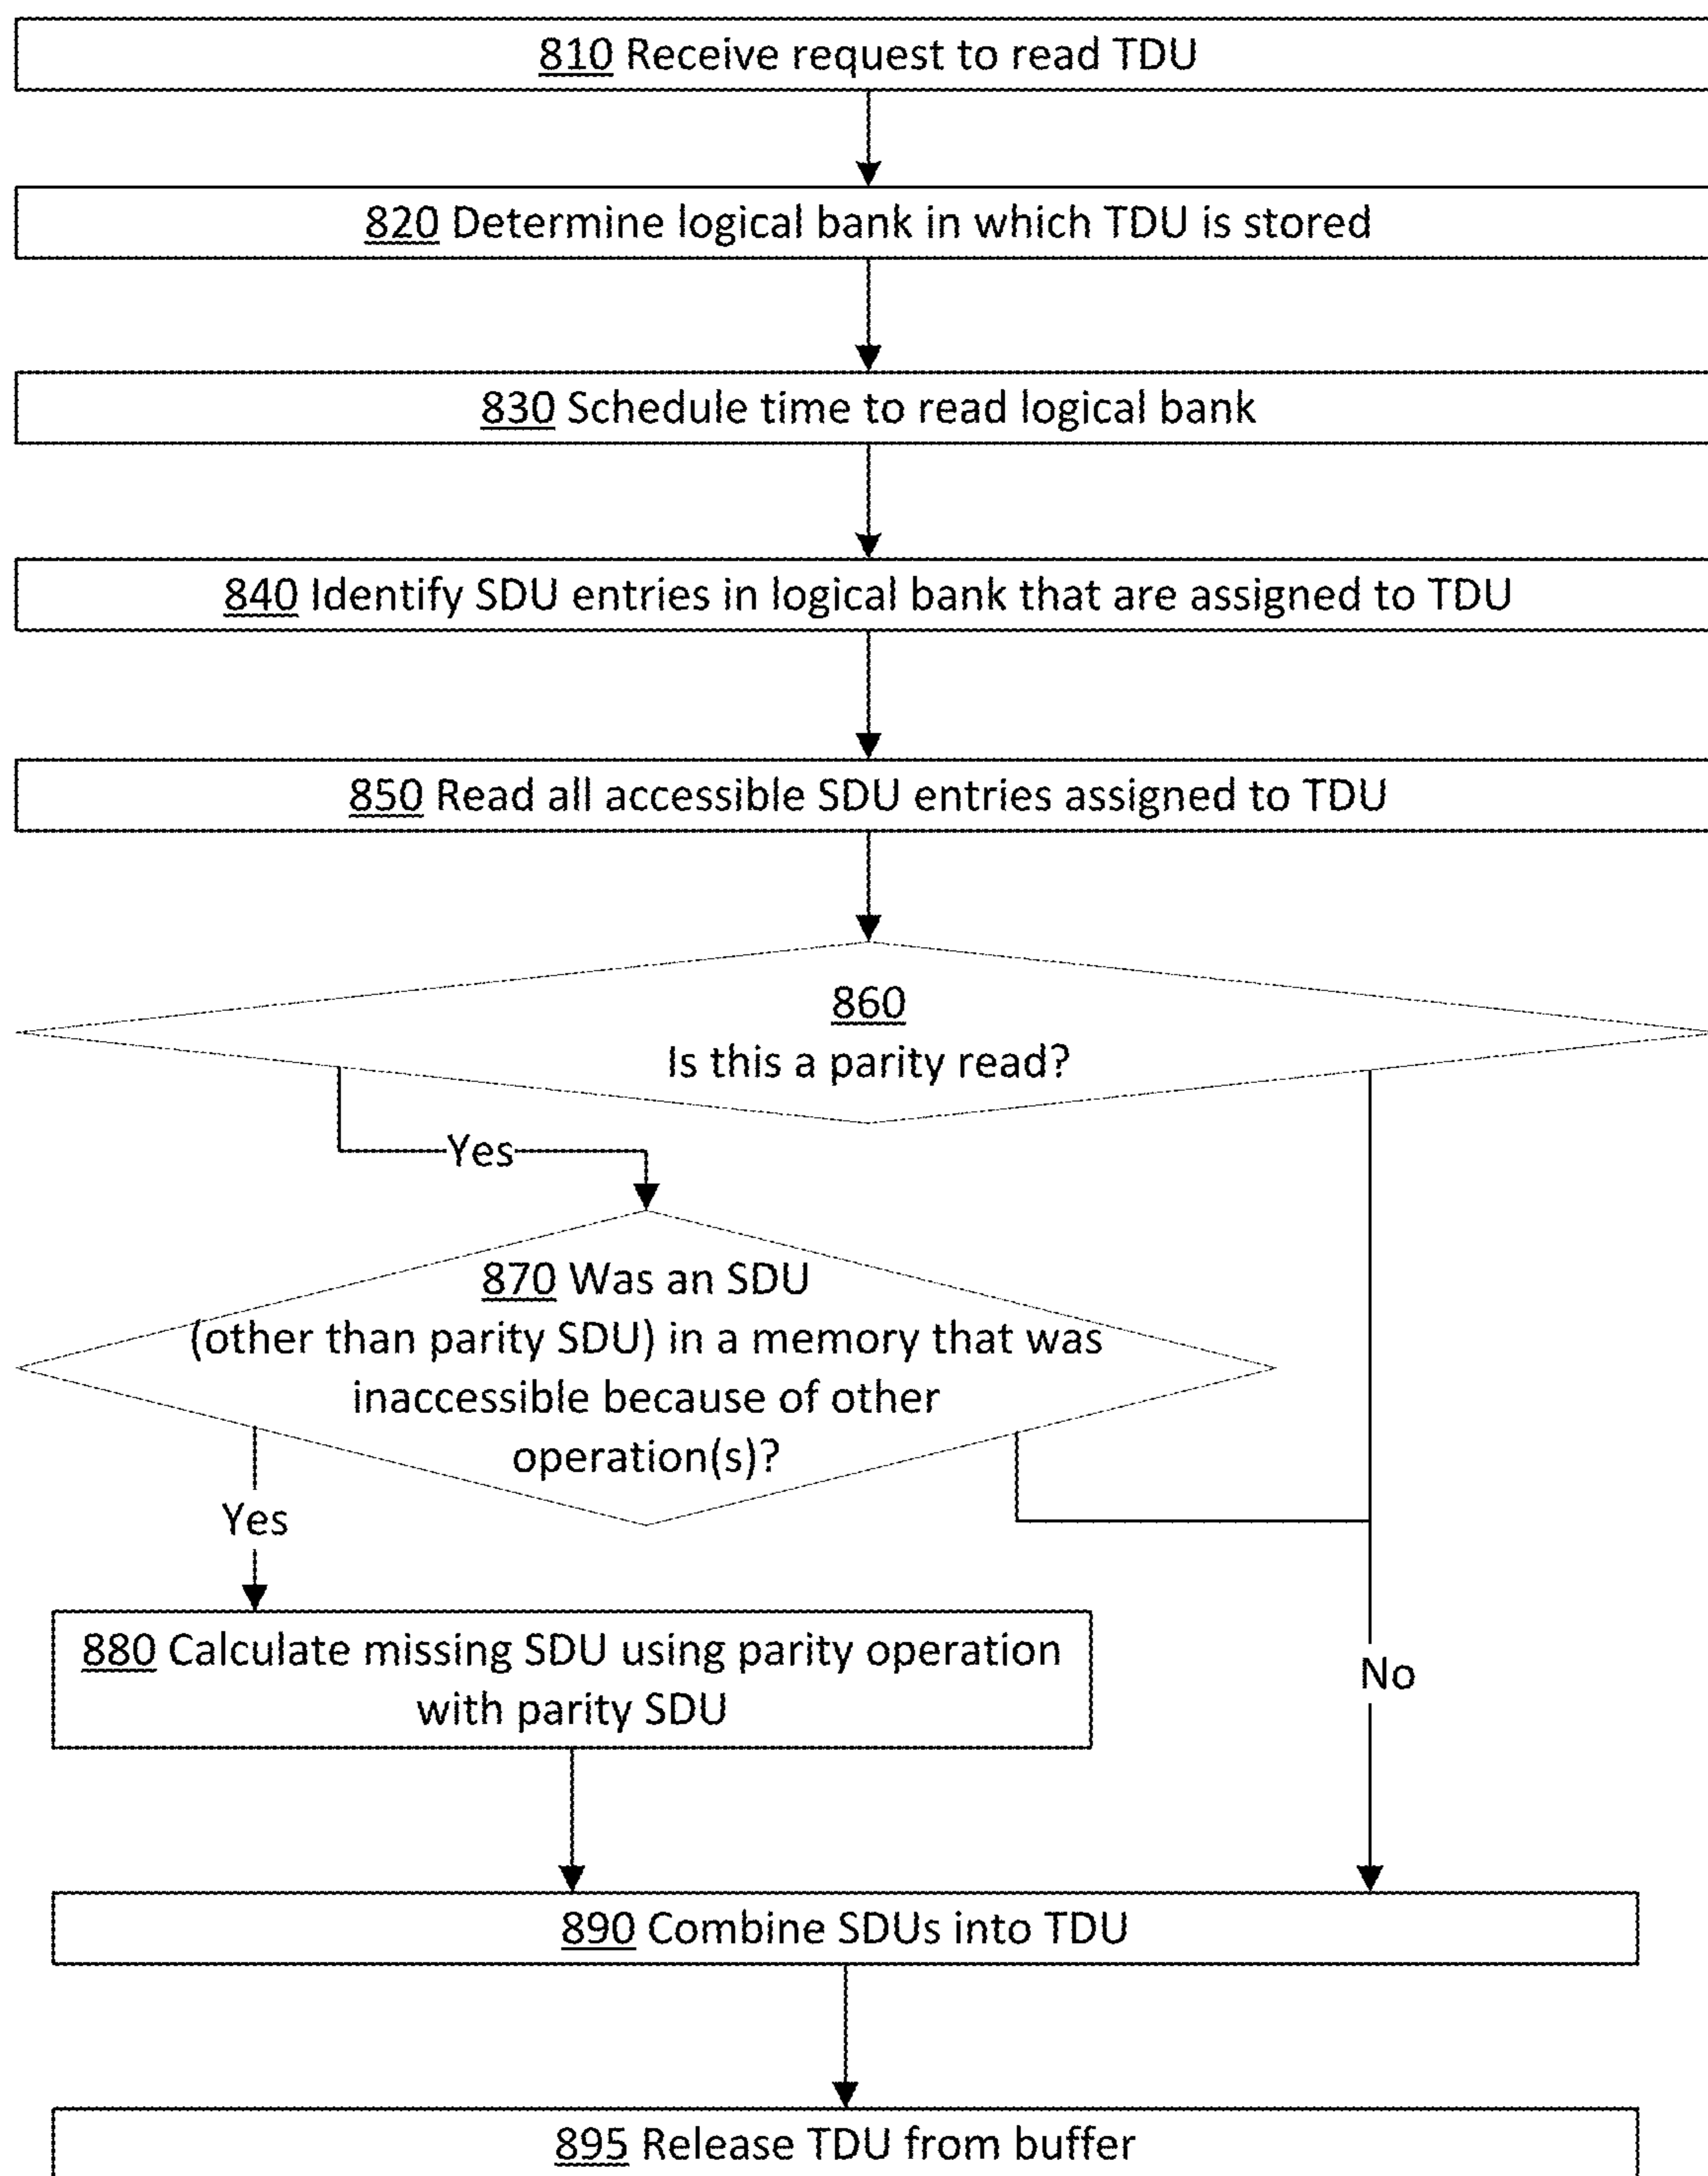 810 Receive request to read TDU
820 Determine logical bank in which TDU is stored
830 Schedule time to read logical bank
840 Identify SDU entries in logical bank that are assigned to TDU
850 Read all accessible SDU entries assigned to TDU
860
Is this a parity read?
Yes
870 Was an SDU
(other than parity SDU) in a memory that was
inaccessible because of other
operation(s)?
Yes
880 Calculate missing SDU using parity operation
with parity SDU
No
890 Combine SDUs into TDU
895 Release TDU from buffer